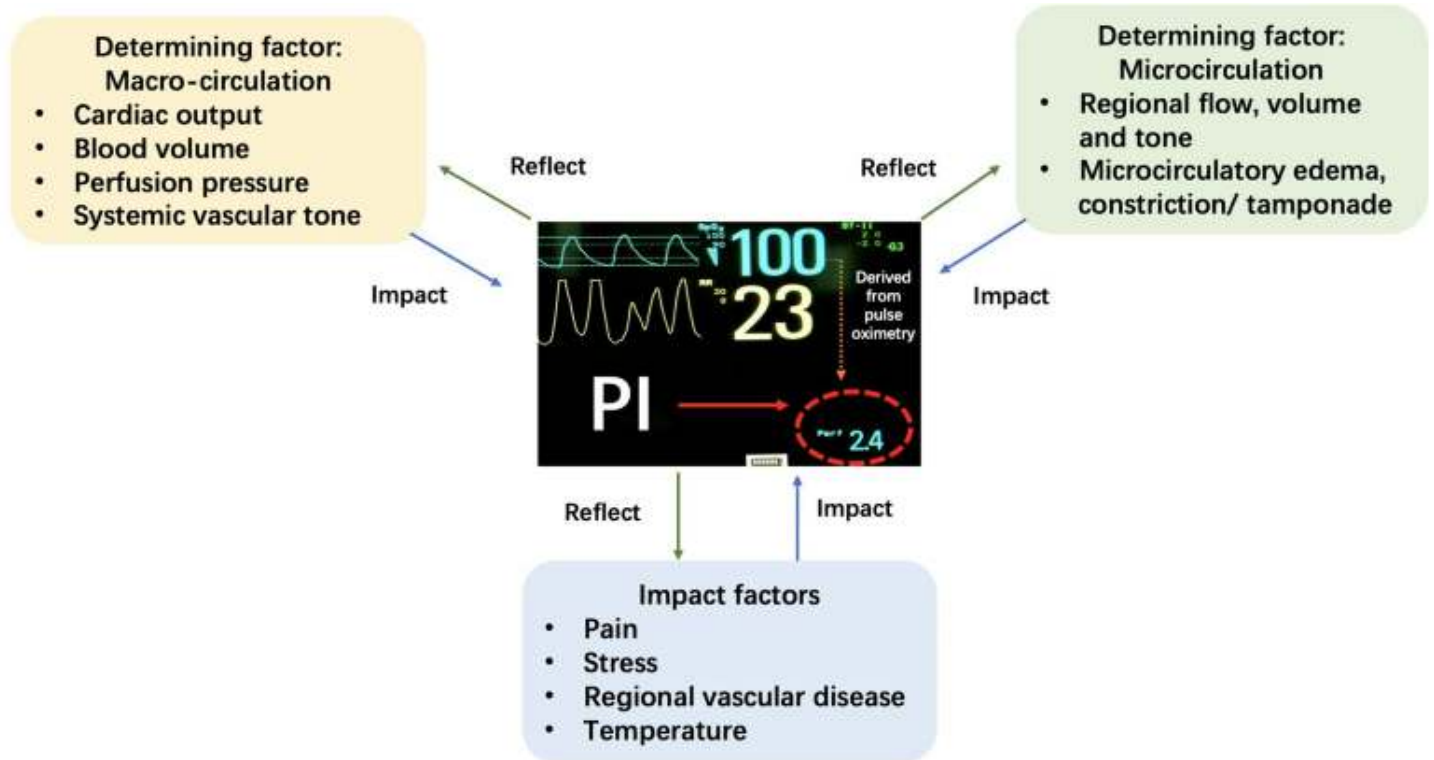 Determining factor:
Macro-circulation
• Cardiac output
• Blood volume
• Perfusion pressure
• Systemic vascular tone
Determining factor:
Microcirculation
• Regional flow, volume
and tone
• Microcirculatory edema,
constriction/ tamponade
Reflect
Reflect
Impact
Impact
100
23
Derived
from
pulse
oximetry
PI
Perf 2.4
Reflect
Impact
Impact factors
• Pain
• Stress
• Regional vascular disease
• Temperature